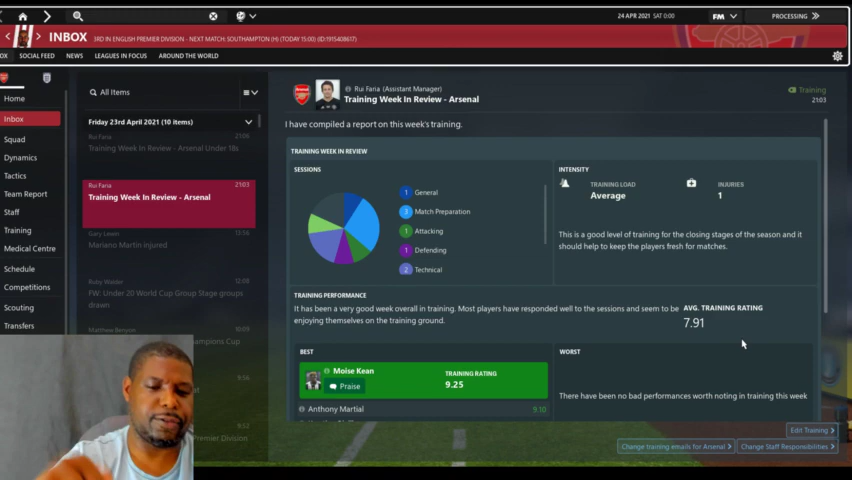 24 APR 2021 SAT 0:00
FM
PROCESSING
INBOX
3RD IN ENGLISH PREMIER DIVISION - NEXT MATCH: SOUTHAMPTON (H) (TODAY 15:00) (ID:1915408617)
OX
SOCIAL FEED
NEWS
LEAGUES IN FOCUS
AROUND THE WORLD
Home
Inbox
Squad
Dynamics
Tactics
Team Report
Staff
Training
Medical Centre
Schedule
Competitions
Scouting
Transfers
All Items
Friday 23rd April 2021 (10 items)
Rui Faria
21:06
Training Week In Review - Arsenal Under 18s
Rui Faria
21:03
Training Week In Review - Arsenal
Gary Lewin
13:56
Mariano Martin injured
12:08
FW: Under 20 World Cup Group Stage groups
drawn
Matthew Benyon
10:09
ampions Cup
9:56
at
9:52
Premier Division
Rui Faria (Assistant Manager)
Training Week In Review - Arsenal
Training
21:03
I have compiled a report on this week's training.
TRAINING WEEK IN REVIEW
SESSIONS
1 General
3 Match Preparation
1 Attacking
1 Defending
2 Technical
INTENSITY
TRAINING LOAD
Average
INJURIES
1
This is a good level of training for the closing stages of the season and it
should help to keep the players fresh for matches.
TRAINING PERFORMANCE
It has been a very good week overall in training. Most players have responded well to the sessions and seem to be
enjoying themselves on the training ground.
AVG. TRAINING RATING
7.91
BEST
Moise Kean
Praise
TRAINING RATING
9.25
Anthony Martial
9.10
WORST
There have been no bad performances worth noting in training this week
Edit Training
Change training emails for Arsenal
Change Staff Responsibilities